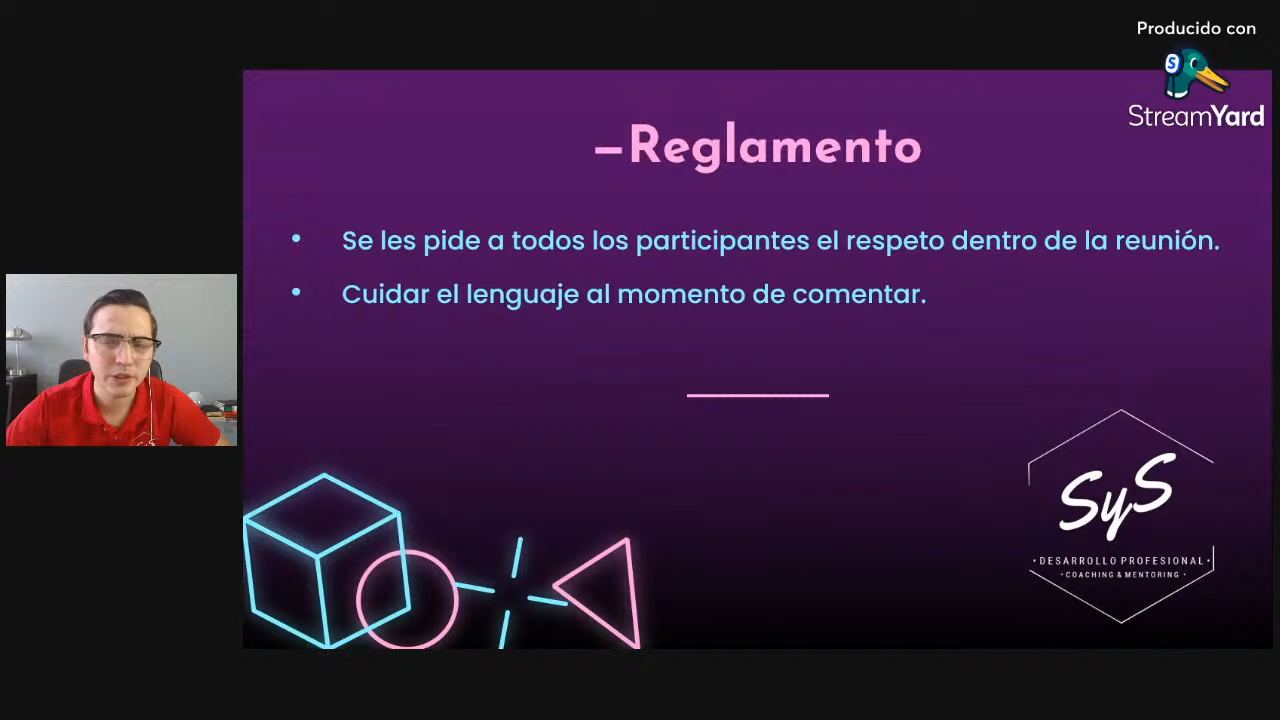 Producido con
StreamYard
—Reglamento
• Se les pide a todos los participantes el respeto dentro de la reunión.
• Cuidar el lenguaje al momento de comentar.
SyS
·DESARROLLO PROFESIONAL·
·COACHING & MENTORING·
SyS